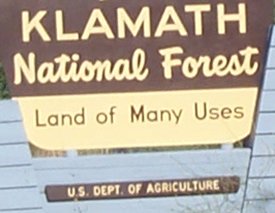 KLAMATH
National Forest
Land of Many Uses
U.S. DEPT. OF AGRICULTURE